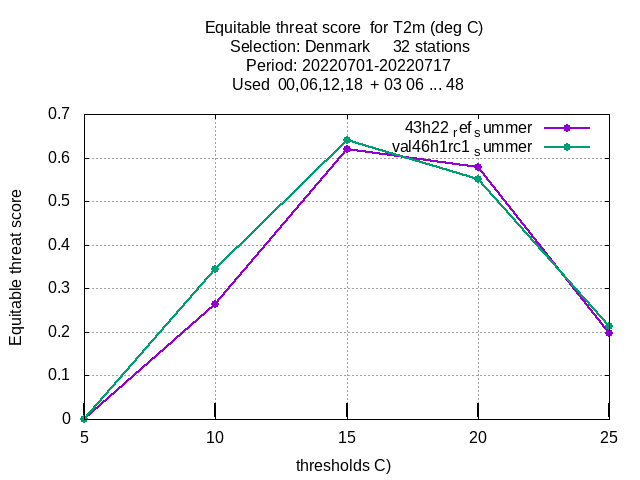 Equitable threat score  for T2m (deg C)
Selection: Denmark     32 stations
Period: 20220701-20220717
Used  00,06,12,18  + 03 06 ... 48
43h22 ref summer
val46h1rc1 summer
Equitable threat score
0.7
0.6
0.5
0.4
0.3
0.2
0.1
0
5 10 15 20 25
thresholds C)